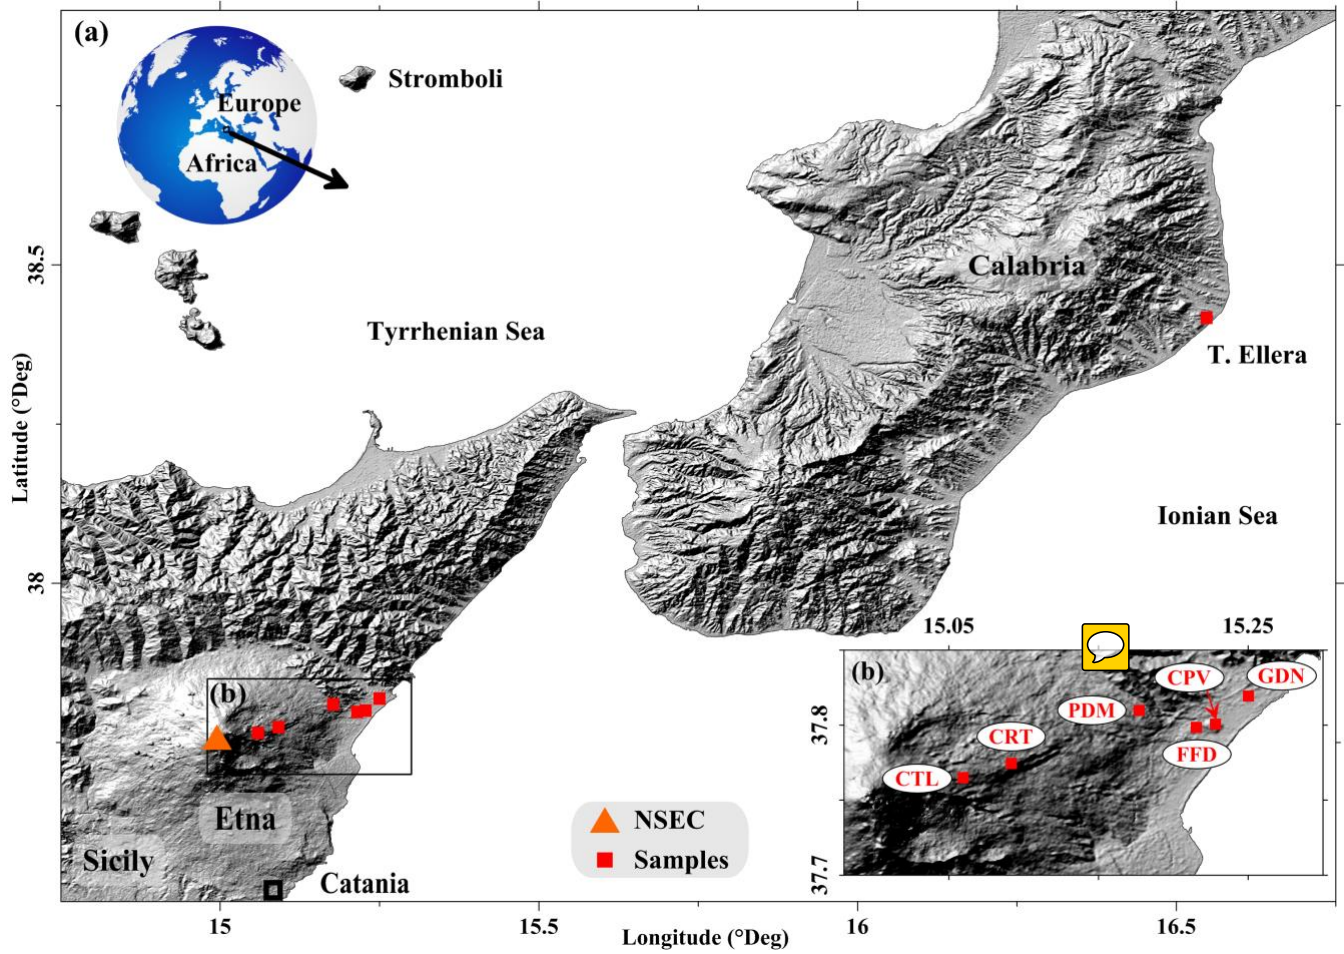 (a)
Stromboli
Europe
Africa
38.5
Calabria
Tyrrhenian Sea
T. Ellera
Latitude (°Deg)
Ionian Sea
38
15.05
15.25
(b)
(b)
CPV
GDN
PDM
37.8
CRT
FFD
CTL
Etna
NSEC
Sicily
Samples
Catania
37.7
15
15.5
16
16.5
Longitude (°Deg)